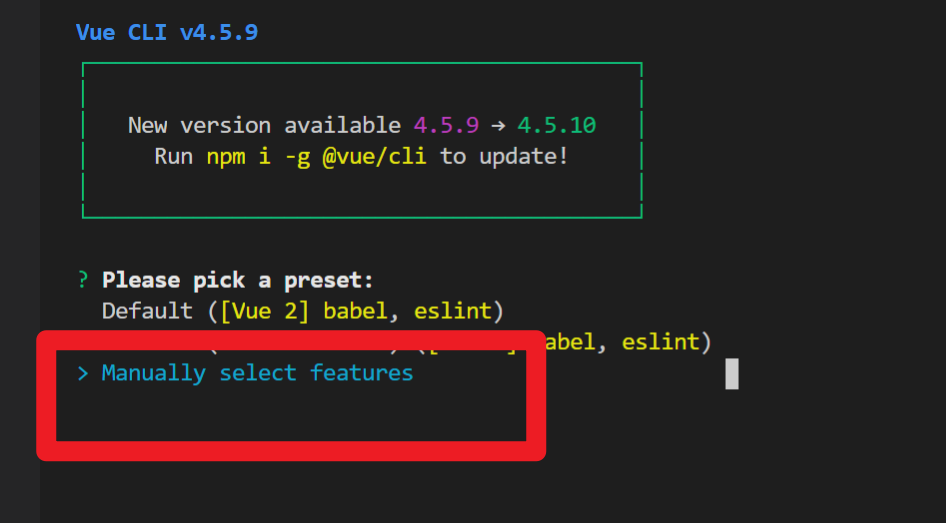 Vue CLI v4.5.9
New version available 4.5.9 → 4.5.10
Run npm i -g @vue/cli to update!
? Please pick a preset:
Default ([Vue 2] babel, eslint)
abel, eslint)
> Manually select features